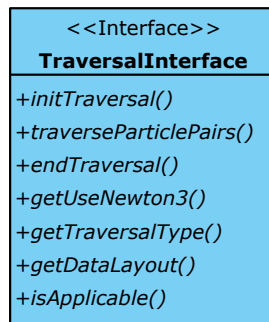 <<Interface>>
TraversalInterface
+initTraversal()
+traverseParticlePairs()
+endTraversal()
+getUseNewton3()
+getTraversalType()
+getDataLayout()
+isApplicable()